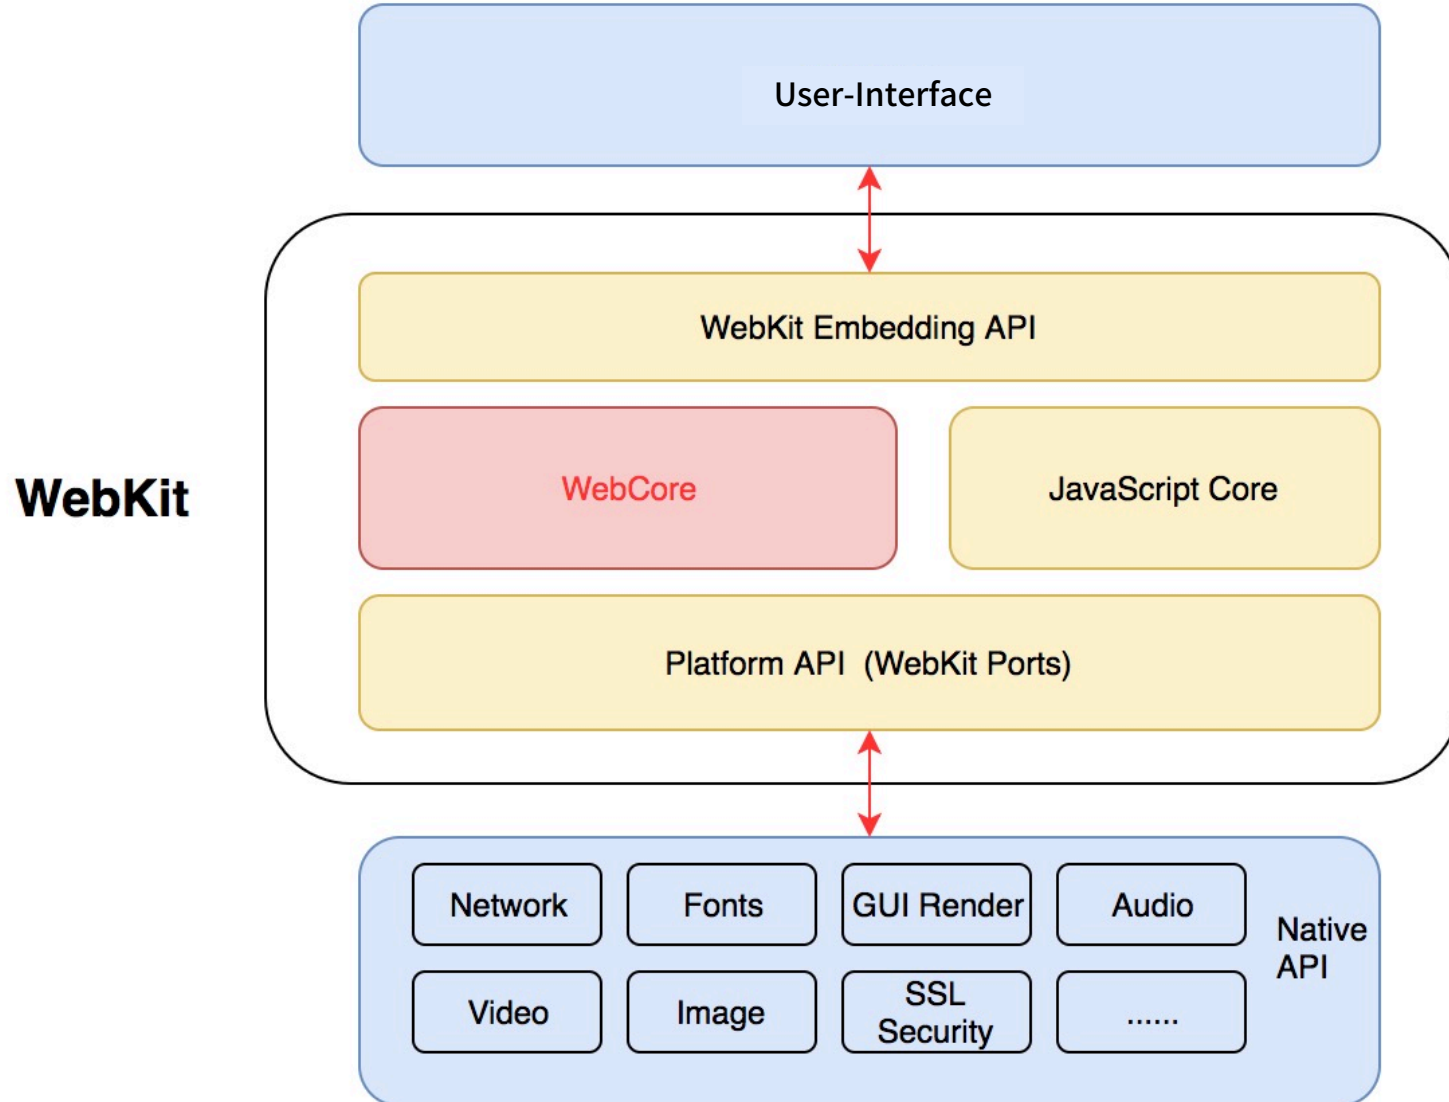 User-Interface
WebKit Embedding API
WebKit
WebCore
JavaScript Core
Platform API (WebKit Ports)
Network
Fonts
GUI Render
Audio
Native
API
Video
Image
SSL
Security
......